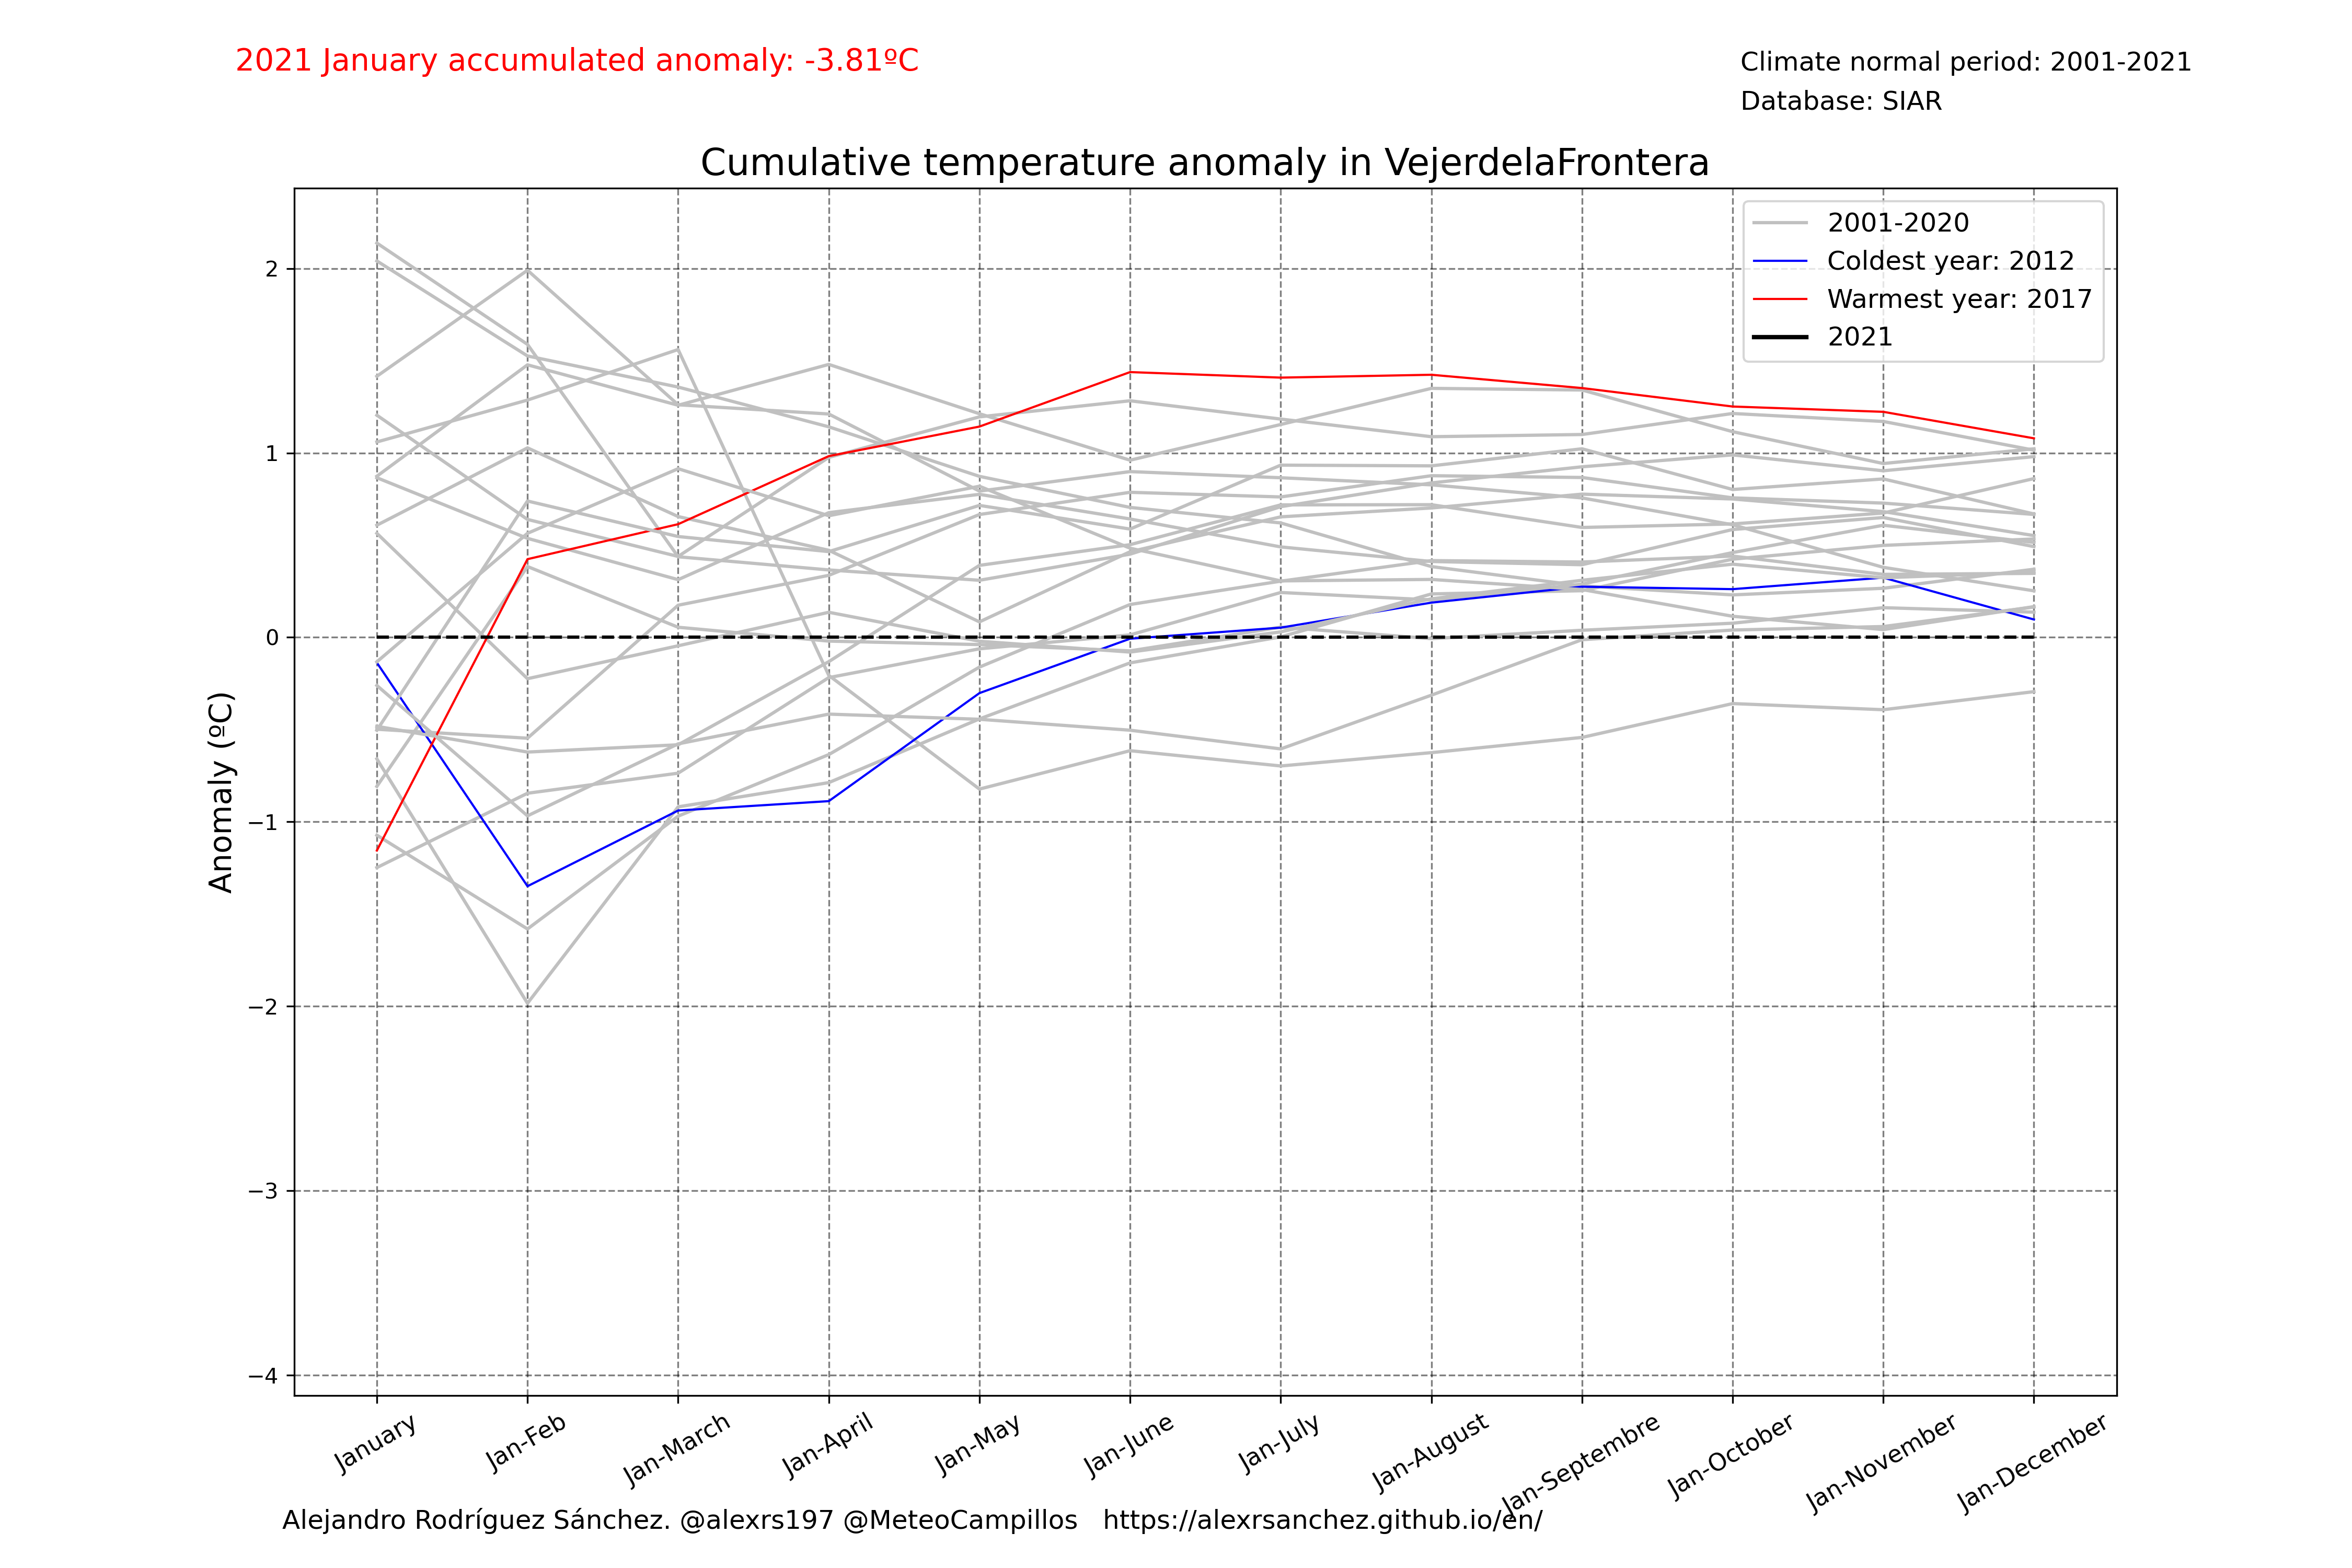 2021 January accumulated anomaly: -3.81ºC
Climate normal period: 2001-2021
Database: SIAR
Cumulative temperature anomaly in VejerdelaFrontera
2001-2020
Coldest year: 2012
Warmest year: 2017
2021
Anomaly (ºC)
2
1
0
−1
−2
−3
−4
January
Jan-Feb
Jan-March
Jan-April
Jan-May
Jan-June
Jan-July
Jan-August
Jan-Septembre
Jan-October
Jan-November
Jan-December
Alejandro Rodríguez Sánchez. @alexrs197 @MeteoCampillos https://alexrsanchez.github.io/en/